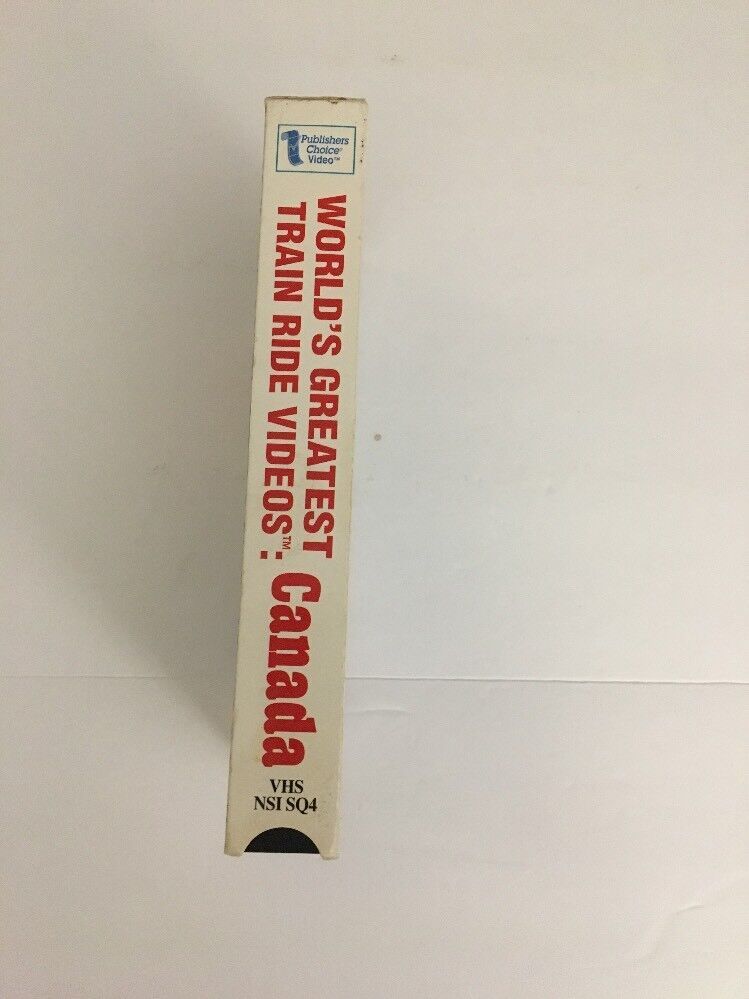 Publishers
Choice®
Video™
WORLD'S GREATEST
TRAIN RIDE VIDEOS™:
Canada
VHS
NSI SQ4